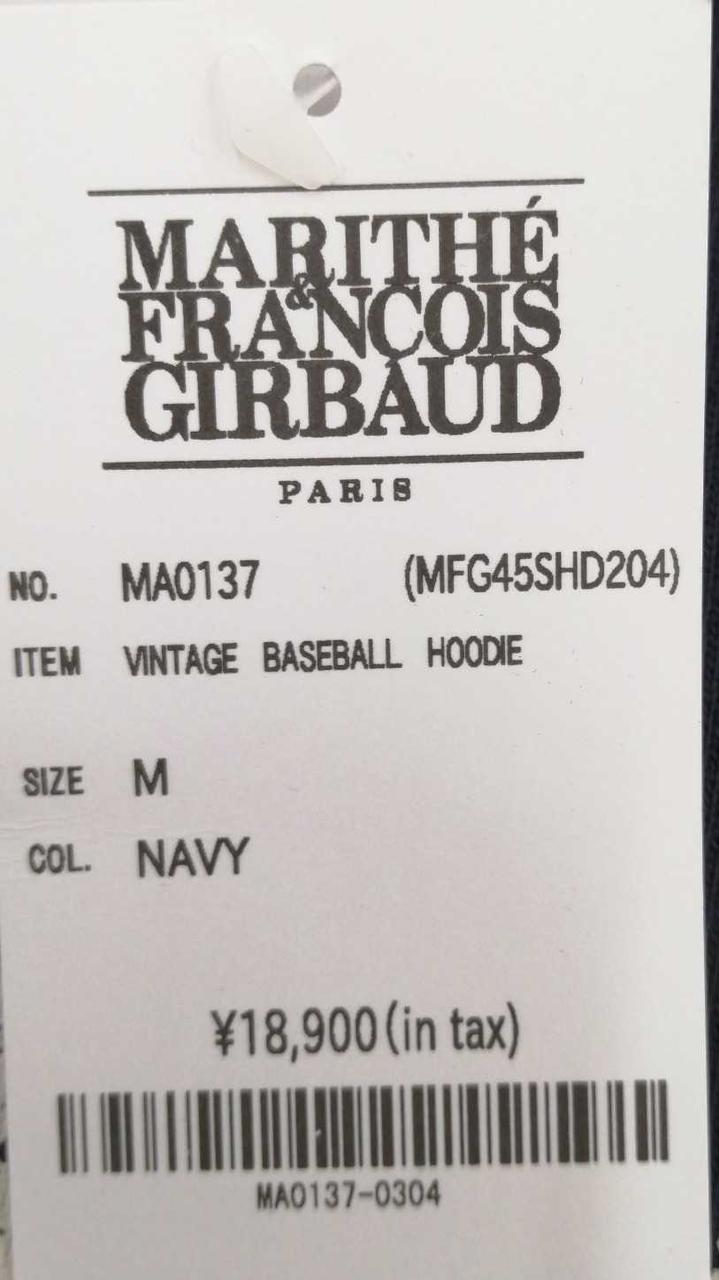 MARITHÉ
&
FRANÇOIS
GIRBAUD
PARIS
NO. MA0137 (MFG45SHD204)
ITEM VINTAGE BASEBALL HOODIE
SIZE M
COL. NAVY
¥18,900(in tax)
MA0137-0304